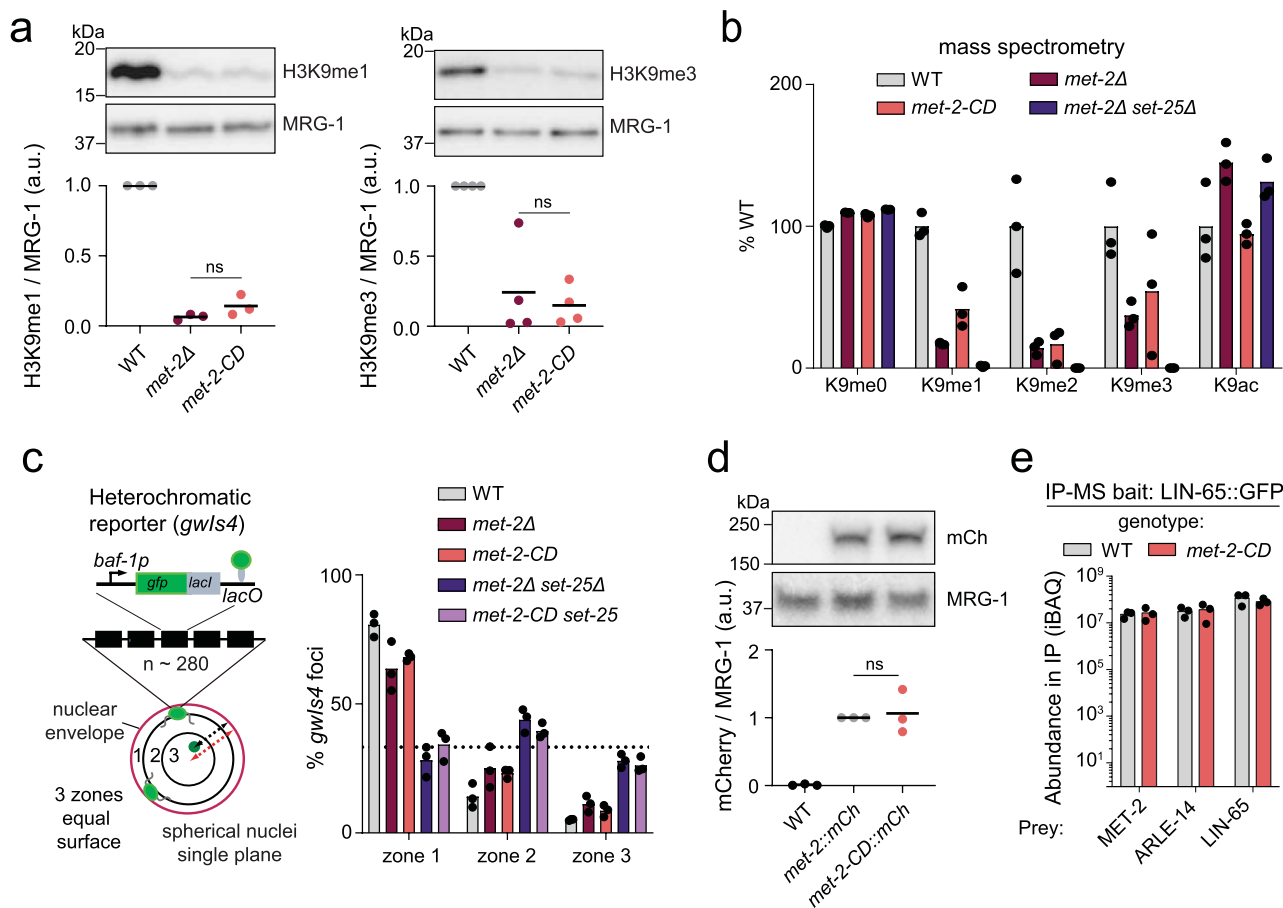 a
kDa
20
15
37
H3K9me1
MRG-1
H3K9me1 / MRG-1 (a.u.)
1.0
0.5
0.0
ns
WT
met-2Δ
met-2-CD
kDa
20
37
H3K9me3
MRG-1
H3K9me3 / MRG-1 (a.u.)
1.0
0.5
0.0
ns
WT
met-2Δ
met-2-CD
b
mass spectrometry
WT
met-2Δ
met-2-CD
met-2Δ set-25Δ
% WT
200
100
0
K9me0
K9me1
K9me2
K9me3
K9ac
c
Heterochromatic
reporter (gwIs4)
baf-1p
gfp
lacI
lacO
n ~ 280
nuclear
envelope
1 2 3
3 zones
equal
surface
spherical nuclei
single plane
WT
met-2Δ
met-2-CD
met-2Δ set-25Δ
met-2-CD set-25
% gwIs4 foci
100
50
0
zone 1
zone 2
zone 3
d
kDa
250
150
37
mCh
MRG-1
mCherry / MRG-1 (a.u.)
2
1
0
ns
WT
met-2::mCh
met-2-CD::mCh
e
IP-MS bait: LIN-65::GFP
genotype:
WT
met-2-CD
Abundance in IP (iBAQ)
10⁹
10⁷
10⁵
10³
10¹
Prey:
MET-2
ARLE-14
LIN-65